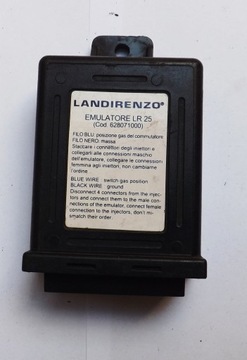 LANDIRENZO®
EMULATORE LR 25
(Cod. 628071000)
FILO BLU: posizione gas del commutatore
FILO NERO: massa
Staccare i connettori degli iniettori e
collegarli alle connessioni maschio
dell'emulatore, collegare le connessioni
femmina agli iniettori, non cambiarne
l'ordine.
BLUE WIRE : switch gas position
BLACK WIRE : ground
Disconnect 4 connectors from the injectors
and connect them to the male con-
nections of the emulator, connect female
connection to the injectors, don't mi-
smatch their order